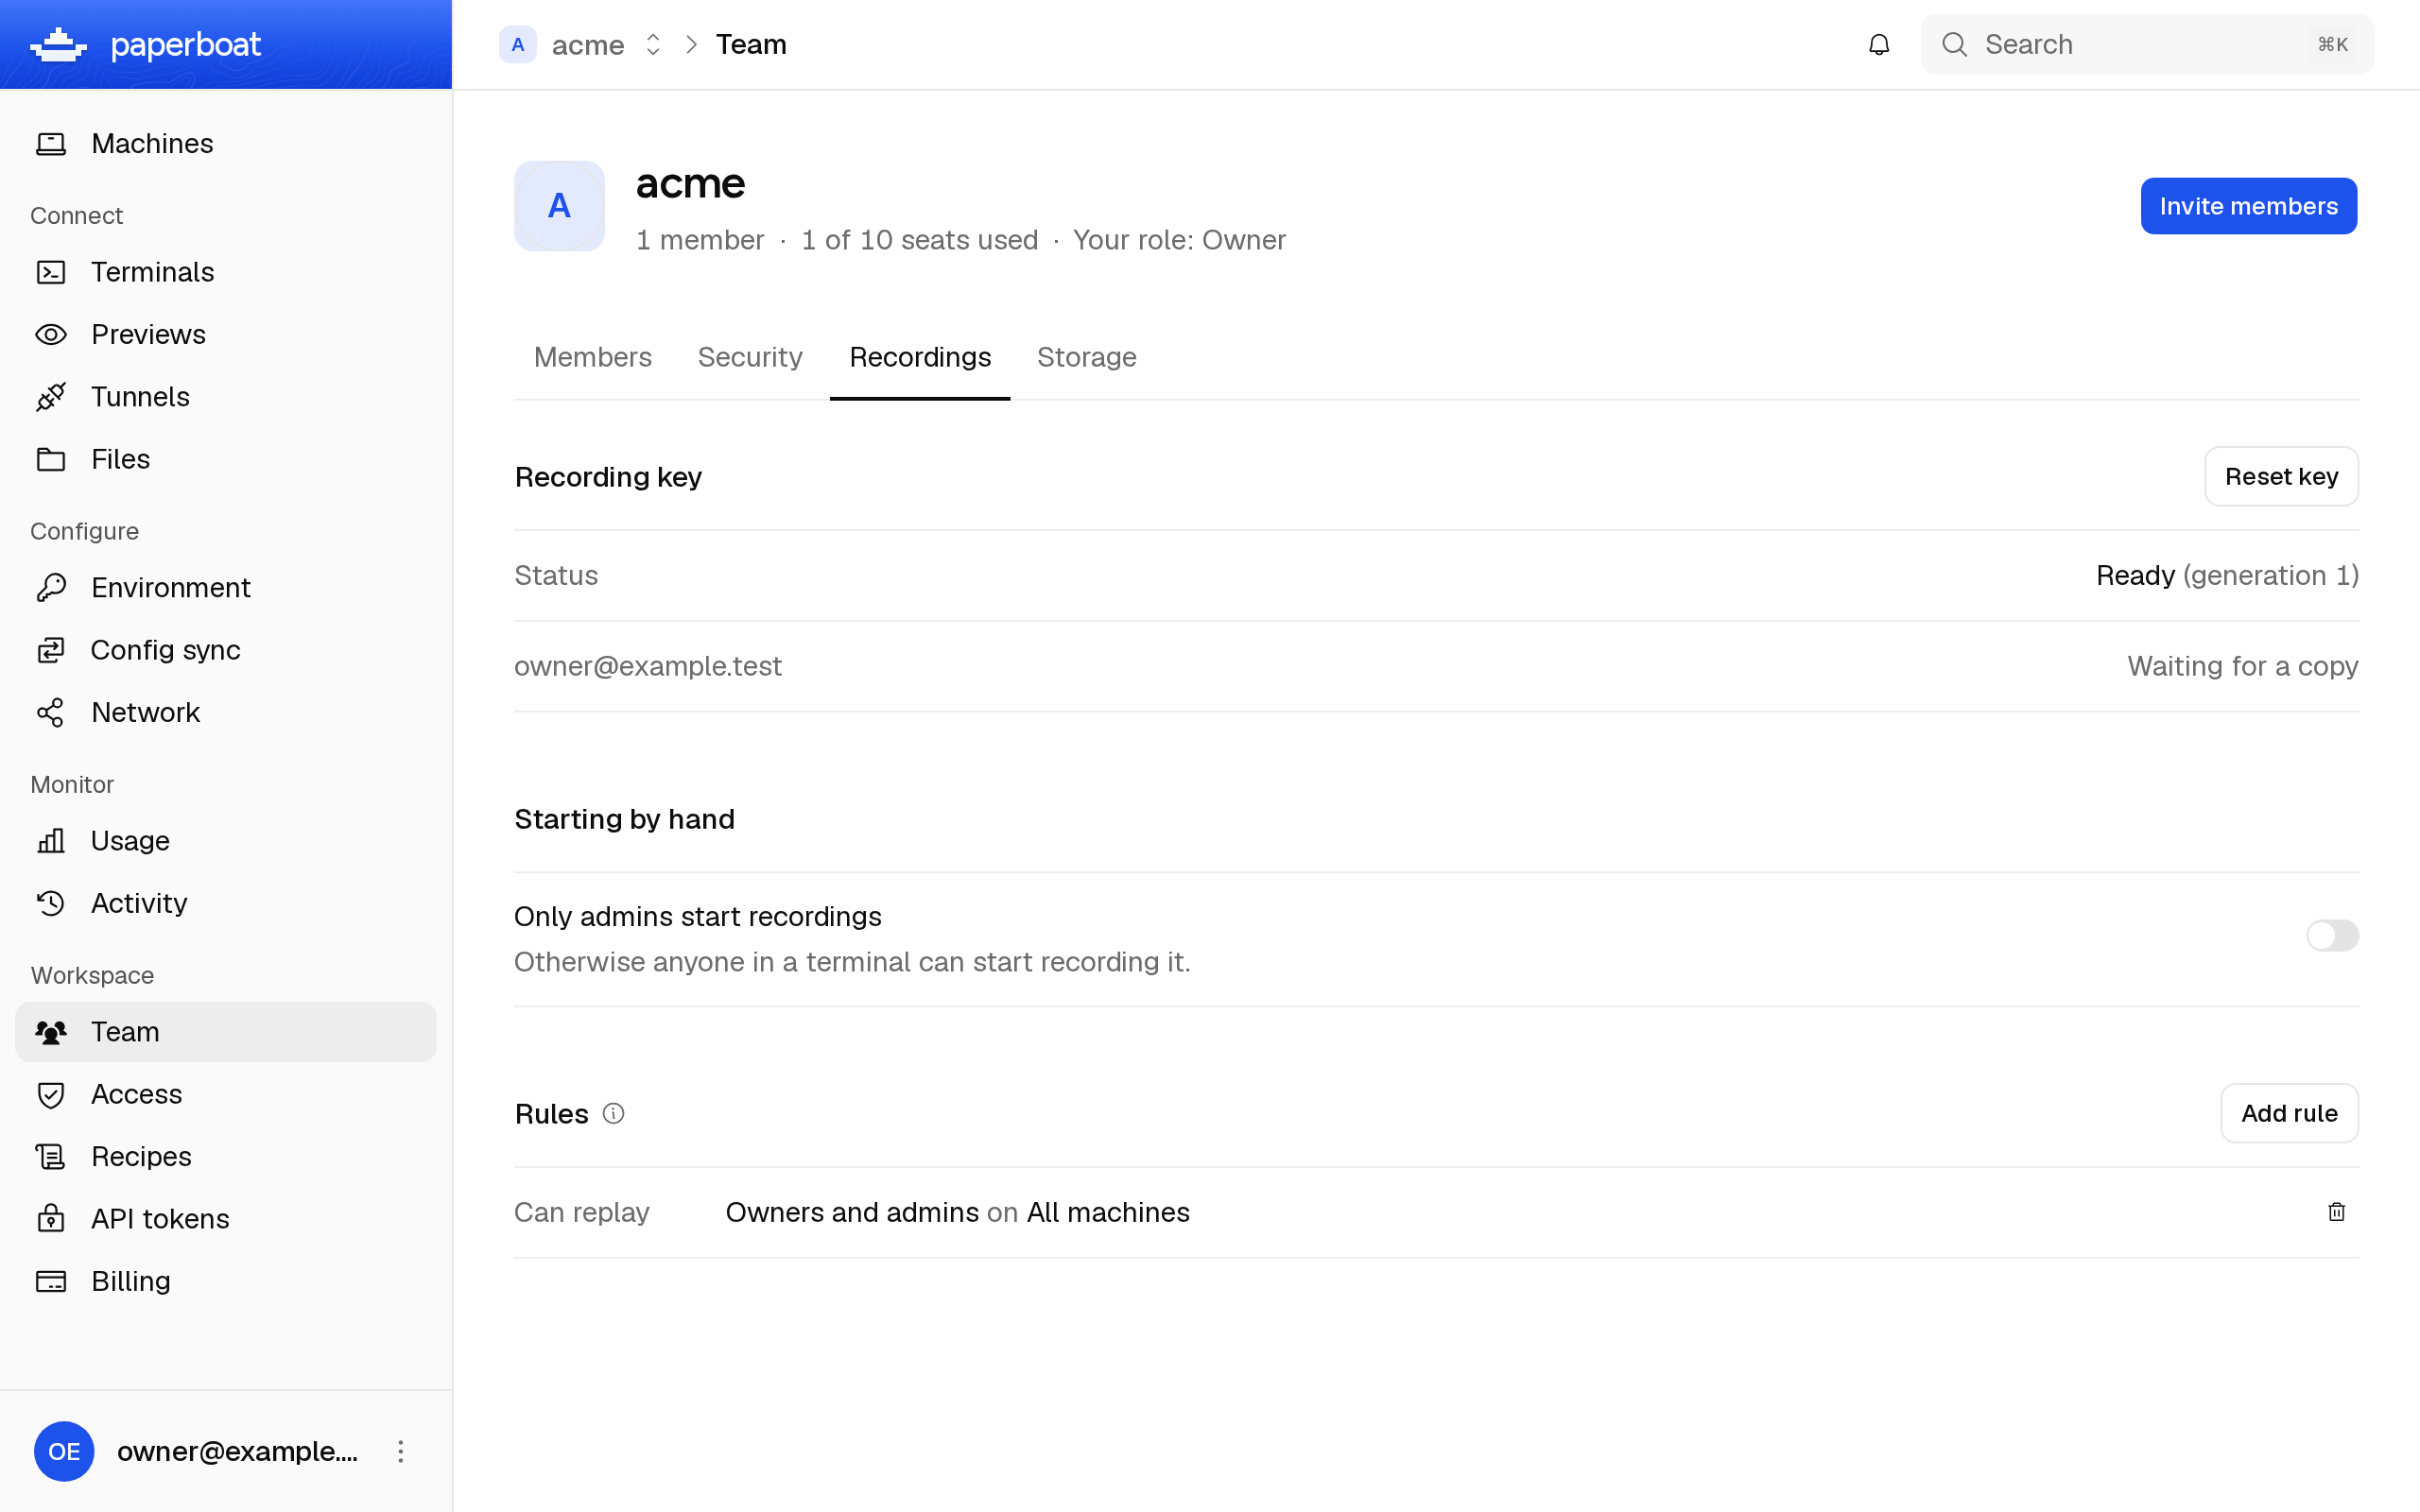 paperboat
A acme > Team
Search ⌘K
Machines
Connect
Terminals
Previews
Tunnels
Files
Configure
Environment
Config sync
Network
Monitor
Usage
Activity
Workspace
Team
Access
Recipes
API tokens
Billing
OE owner@example....
A
acme
1 member · 1 of 10 seats used · Your role: Owner
Invite members
Members Security Recordings Storage
Recording key
Reset key
Status Ready (generation 1)
owner@example.test Waiting for a copy
Starting by hand
Only admins start recordings
Otherwise anyone in a terminal can start recording it.
Rules
Add rule
Can replay Owners and admins on All machines